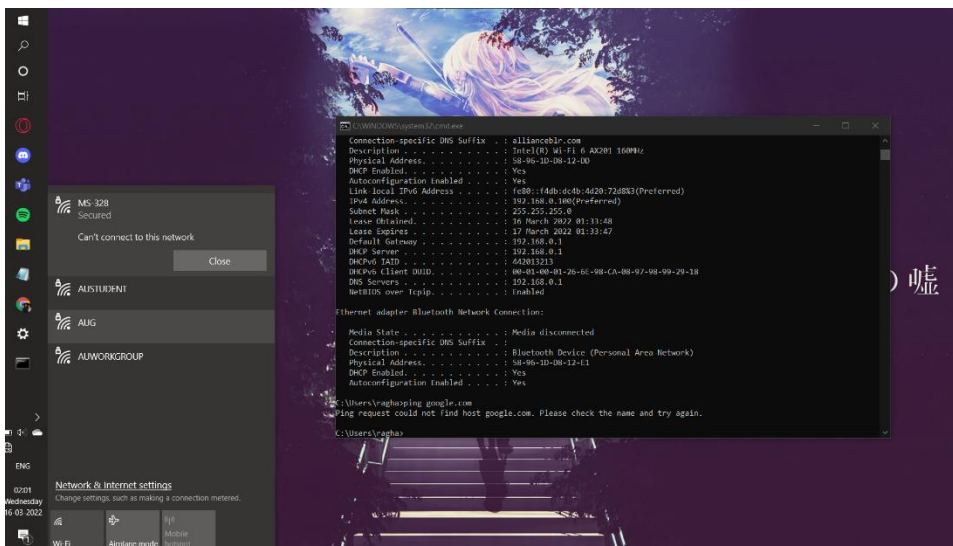 C:\WINDOWS\system32\cmd.exe
Connection-specific DNS Suffix . : allianceblr.com
Description . . . . . . . . . . . : Intel(R) Wi-Fi 6 AX201 160MHz
Physical Address. . . . . . . . . : 58-96-1D-D8-12-DD
DHCP Enabled. . . . . . . . . . . : Yes
Autoconfiguration Enabled . . . . : Yes
Link-local IPv6 Address . . . . . : fe80::f4db:dc4b:4d20:72d8%3(Preferred)
IPv4 Address. . . . . . . . . . . : 192.168.0.100(Preferred)
Subnet Mask . . . . . . . . . . . : 255.255.255.0
Lease Obtained. . . . . . . . . . : 16 March 2022 01:33:48
Lease Expires . . . . . . . . . . : 17 March 2022 01:33:47
Default Gateway . . . . . . . . . : 192.168.0.1
DHCP Server . . . . . . . . . . . : 192.168.0.1
DHCPv6 IAID . . . . . . . . . . . : 442013213
DHCPv6 Client DUID. . . . . . . . : 00-01-00-01-26-6E-98-CA-08-97-98-99-29-18
DNS Servers . . . . . . . . . . . : 192.168.0.1
NetBIOS over Tcpip. . . . . . . . : Enabled
Ethernet adapter Bluetooth Network Connection:
Media State . . . . . . . . . . . : Media disconnected
Connection-specific DNS Suffix . :
Description . . . . . . . . . . . : Bluetooth Device (Personal Area Network)
Physical Address. . . . . . . . . : 58-96-1D-D8-12-E1
DHCP Enabled. . . . . . . . . . . : Yes
Autoconfiguration Enabled . . . . : Yes
C:\Users\ragha>ping google.com
Ping request could not find host google.com. Please check the name and try again.
C:\Users\ragha>
の嘘
MS-328
Secured
Can't connect to this network
Close
AUSTUDENT
AUG
AUWORKGROUP
Network & Internet settings
Change settings, such as making a connection metered.
Wi-Fi
Airplane mode
Mobile
hotspot
ENG
02:01
Wednesday
16-03-2022